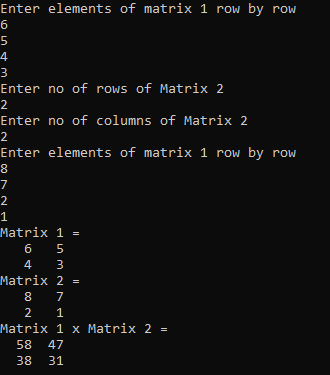 Enter elements of matrix 1 row by row
6
5
4
3
Enter no of rows of Matrix 2
2
Enter no of columns of Matrix 2
2
Enter elements of matrix 1 row by row
8
7
2
1
Matrix 1 =
   6   5
   4   3
Matrix 2 =
   8   7
   2   1
Matrix 1 x Matrix 2 =
  58  47
  38  31